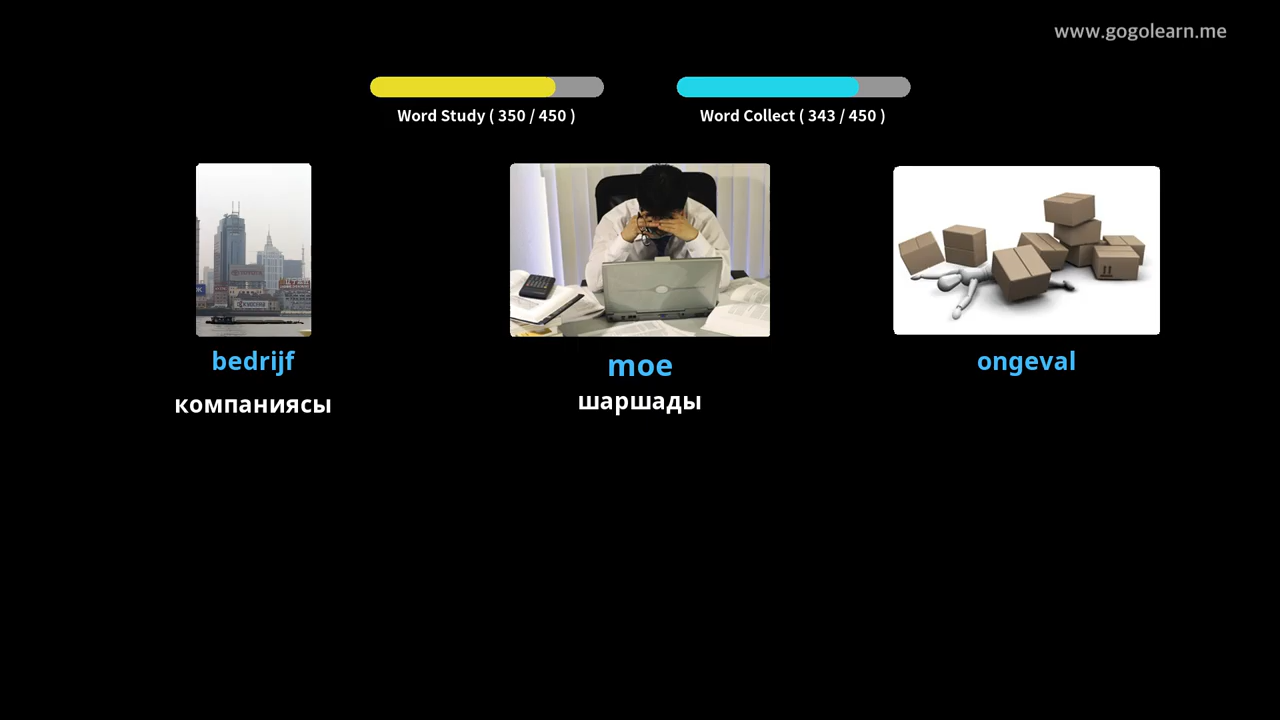 www.gogolearn.me
Word Study ( 350 / 450 )
Word Collect ( 343 / 450 )
bedrijf
moe
ongeval
компаниясы
шаршады